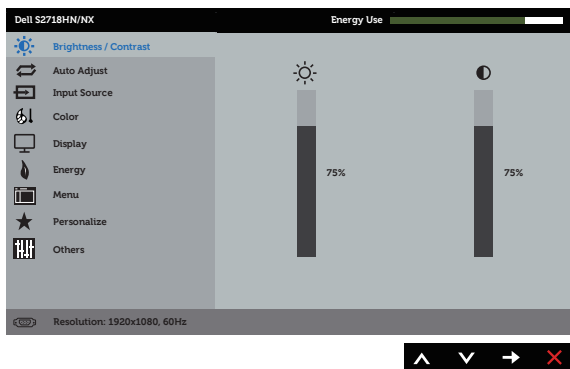 Dell S2718HN/NX Energy Use
Brightness / Contrast
Auto Adjust
Input Source
Color
Display
Energy
Menu
Personalize
Others
75% 75%
Resolution: 1920x1080, 60Hz